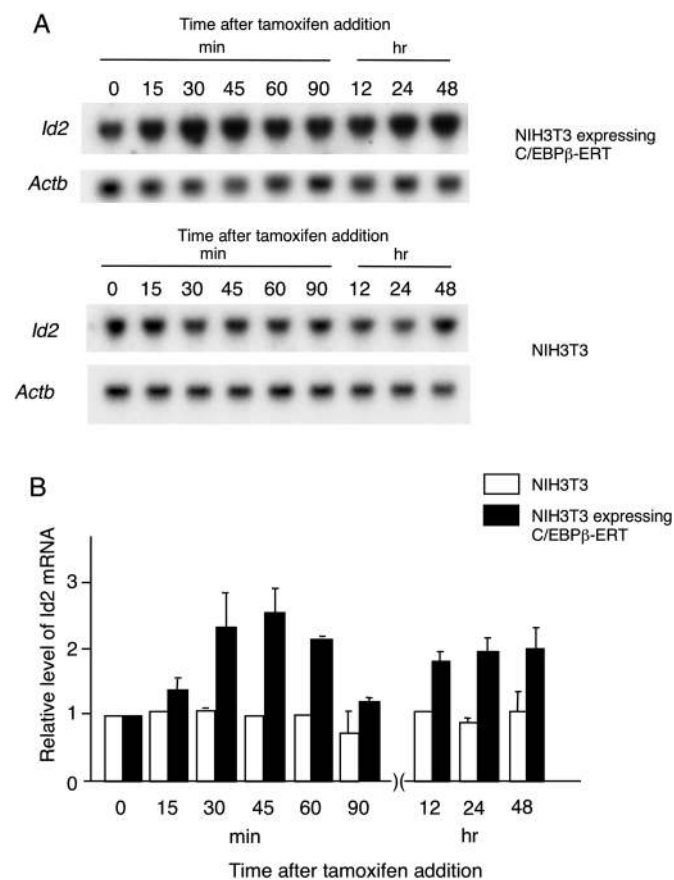 A
Time after tamoxifen addition
min hr
0 15 30 45 60 90 12 24 48
Id2
NIH3T3 expressing
C/EBPβ-ERT
Actb
Time after tamoxifen addition
min hr
0 15 30 45 60 90 12 24 48
Id2
NIH3T3
Actb
B
NIH3T3
NIH3T3 expressing
C/EBPβ-ERT
Relative level of Id2 mRNA
3
2
1
0
0 15 30 45 60 90 12 24 48
min hr
Time after tamoxifen addition